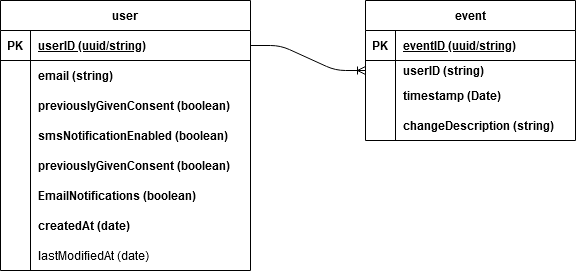 user
PK userID (uuid/string)
email (string)
previouslyGivenConsent (boolean)
smsNotificationEnabled (boolean)
previouslyGivenConsent (boolean)
EmailNotifications (boolean)
createdAt (date)
lastModifiedAt (date)
event
PK eventID (uuid/string)
userID (string)
timestamp (Date)
changeDescription (string)